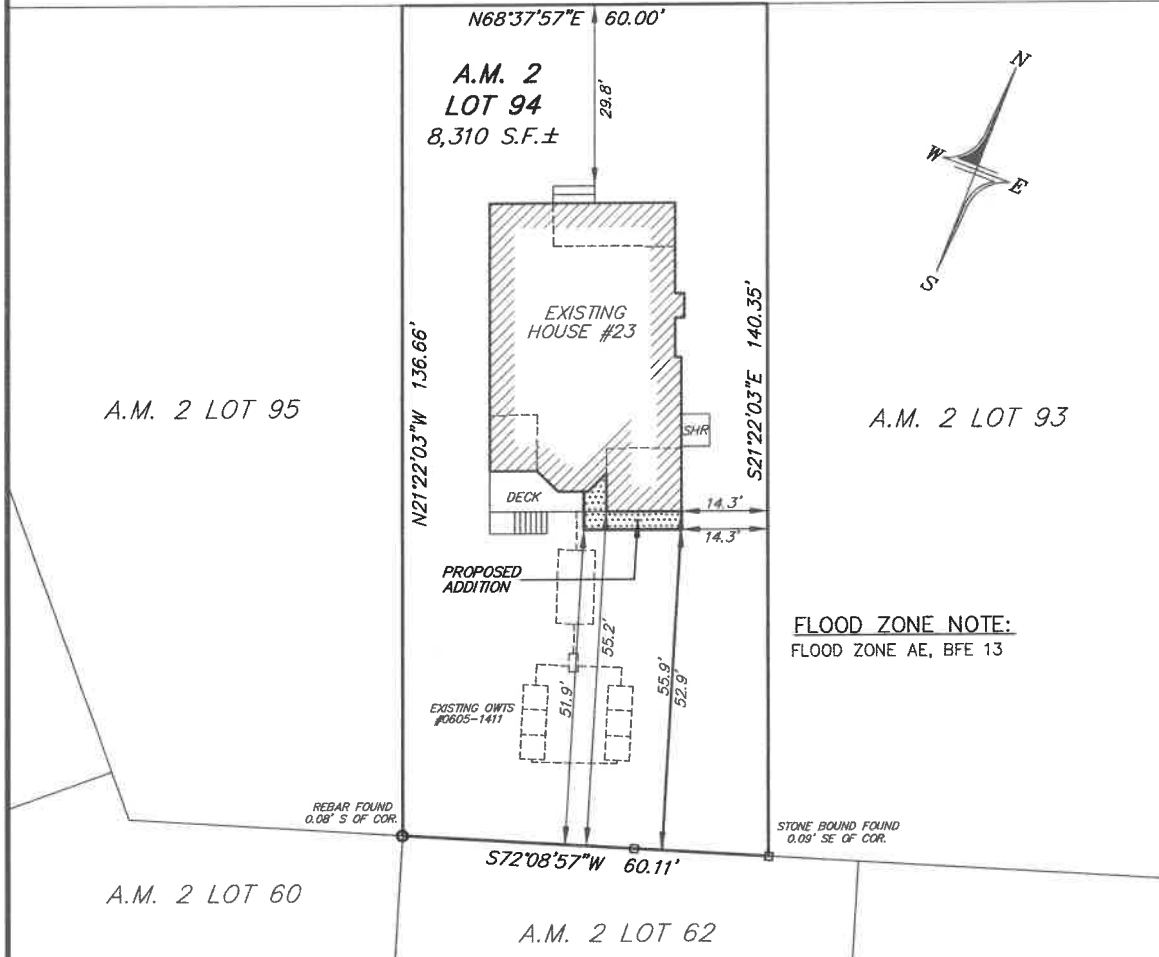 N68°37'57"E 60.00'
A.M. 2
LOT 94
8,310 S.F.±
29.8'
N
W
E
S
EXISTING
HOUSE #23
N21°22'03"W 136.66'
S21°22'03"E 140.35'
A.M. 2 LOT 95
A.M. 2 LOT 93
SHR
DECK
14.3'
14.3'
PROPOSED
ADDITION
FLOOD ZONE NOTE:
FLOOD ZONE AE, BFE 13
51.9'
55.2'
55.9'
52.9'
EXISTING OWTS
#0605-1411
REBAR FOUND
0.08' S OF COR.
STONE BOUND FOUND
0.09' SE OF COR.
S72°08'57"W 60.11'
A.M. 2 LOT 60
A.M. 2 LOT 62